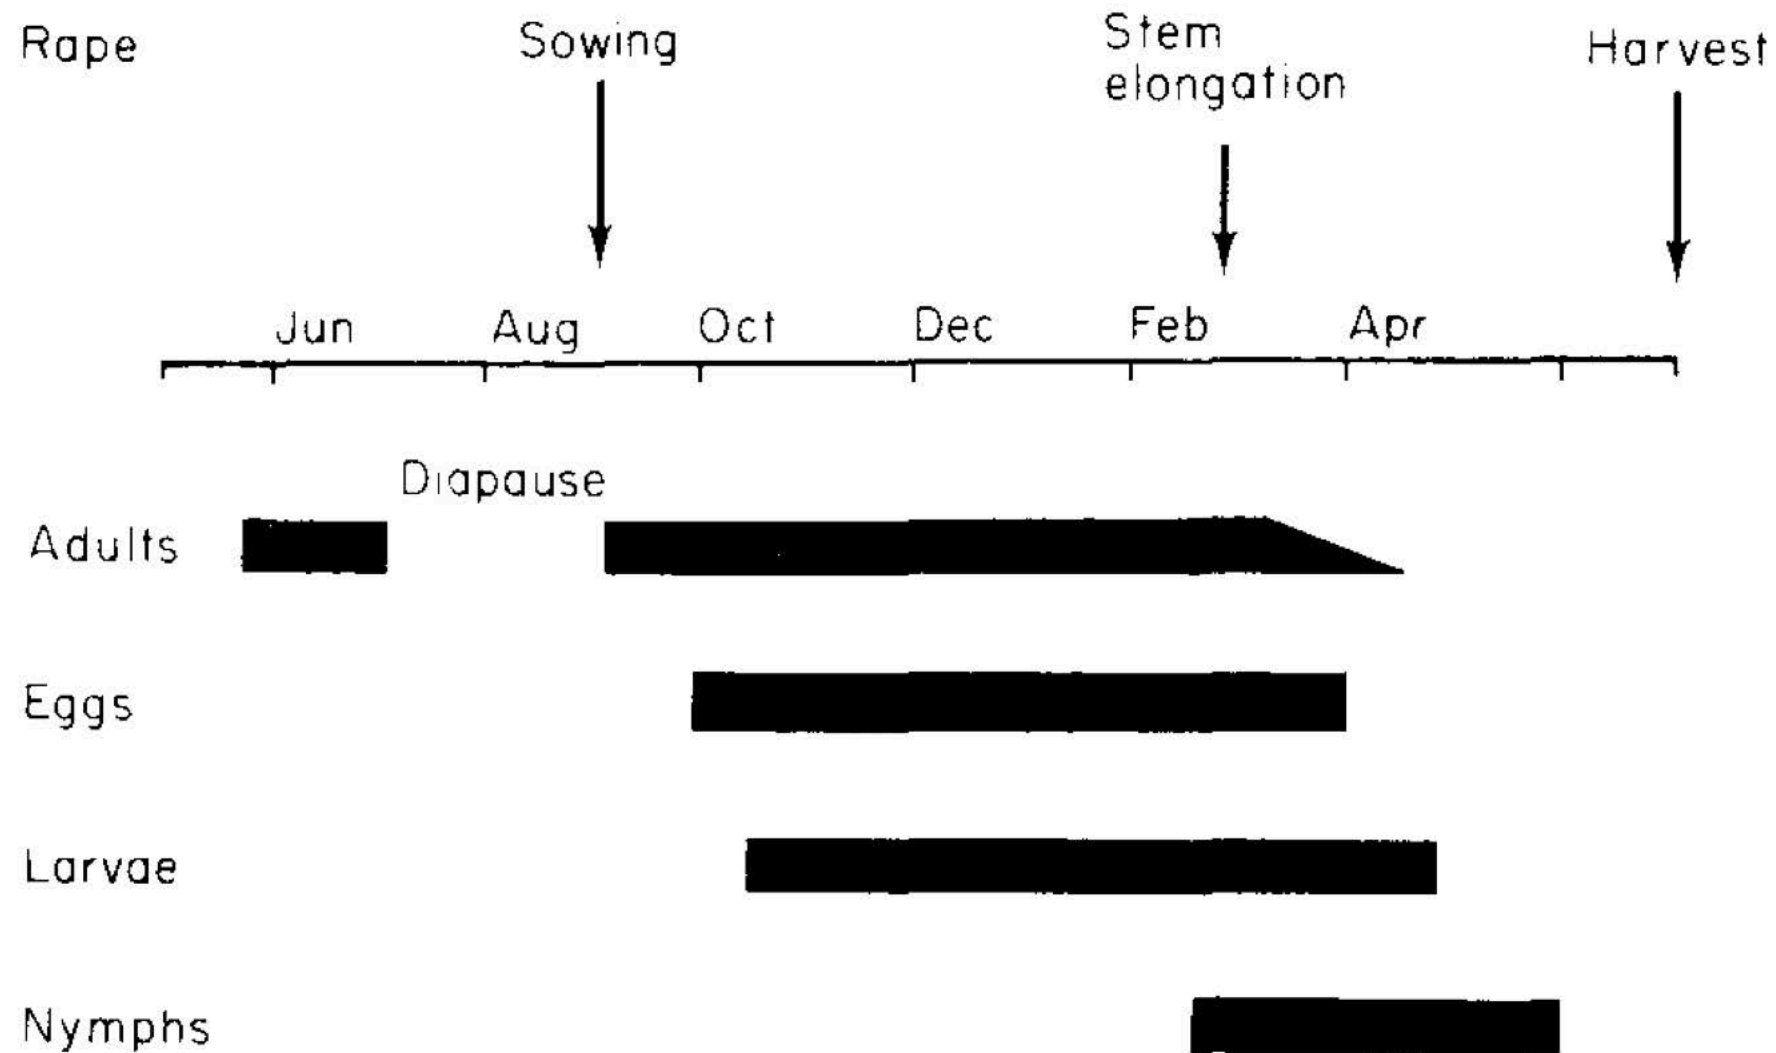 Rape
Sowing
Stem
elongation
Harvest
Jun Aug Oct Dec Feb Apr
Diapause
Adults
Eggs
Larvae
Nymphs